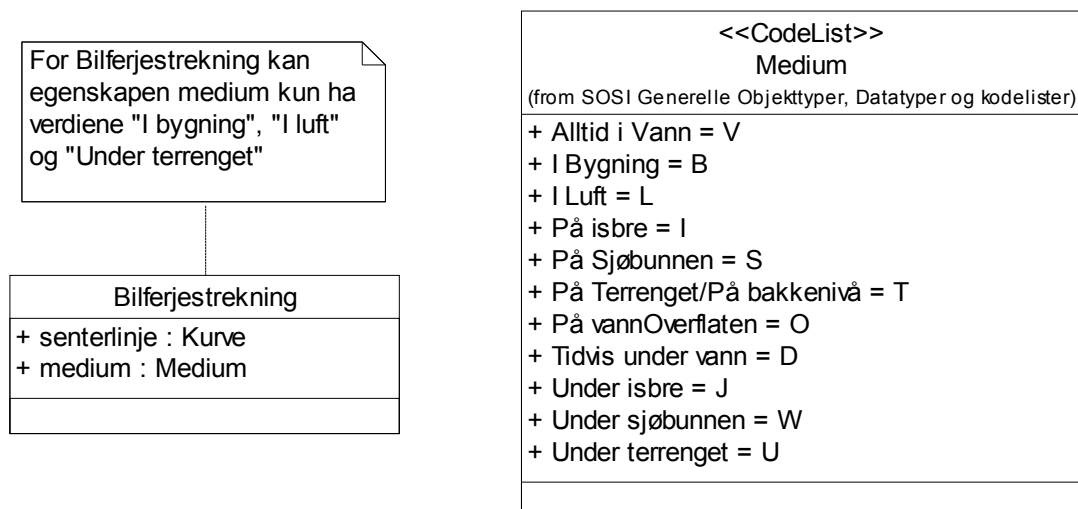 For Bilferjestrekning kan
egenskapen medium kun ha
verdiene "I bygning", "I luft"
og "Under terrenget"
Bilferjestrekning
+ senterlinje : Kurve
+ medium : Medium
<<CodeList>>
Medium
(from SOSI Generelle Objekttyper, Datatyper og kodelister)
+ Alltid i Vann = V
+ I Bygning = B
+ I Luft = L
+ På isbre = I
+ På Sjøbunnen = S
+ På Terrenget/På bakkenivå = T
+ På vannOverflaten = O
+ Tidvis under vann = D
+ Under isbre = J
+ Under sjøbunnen = W
+ Under terrenget = U